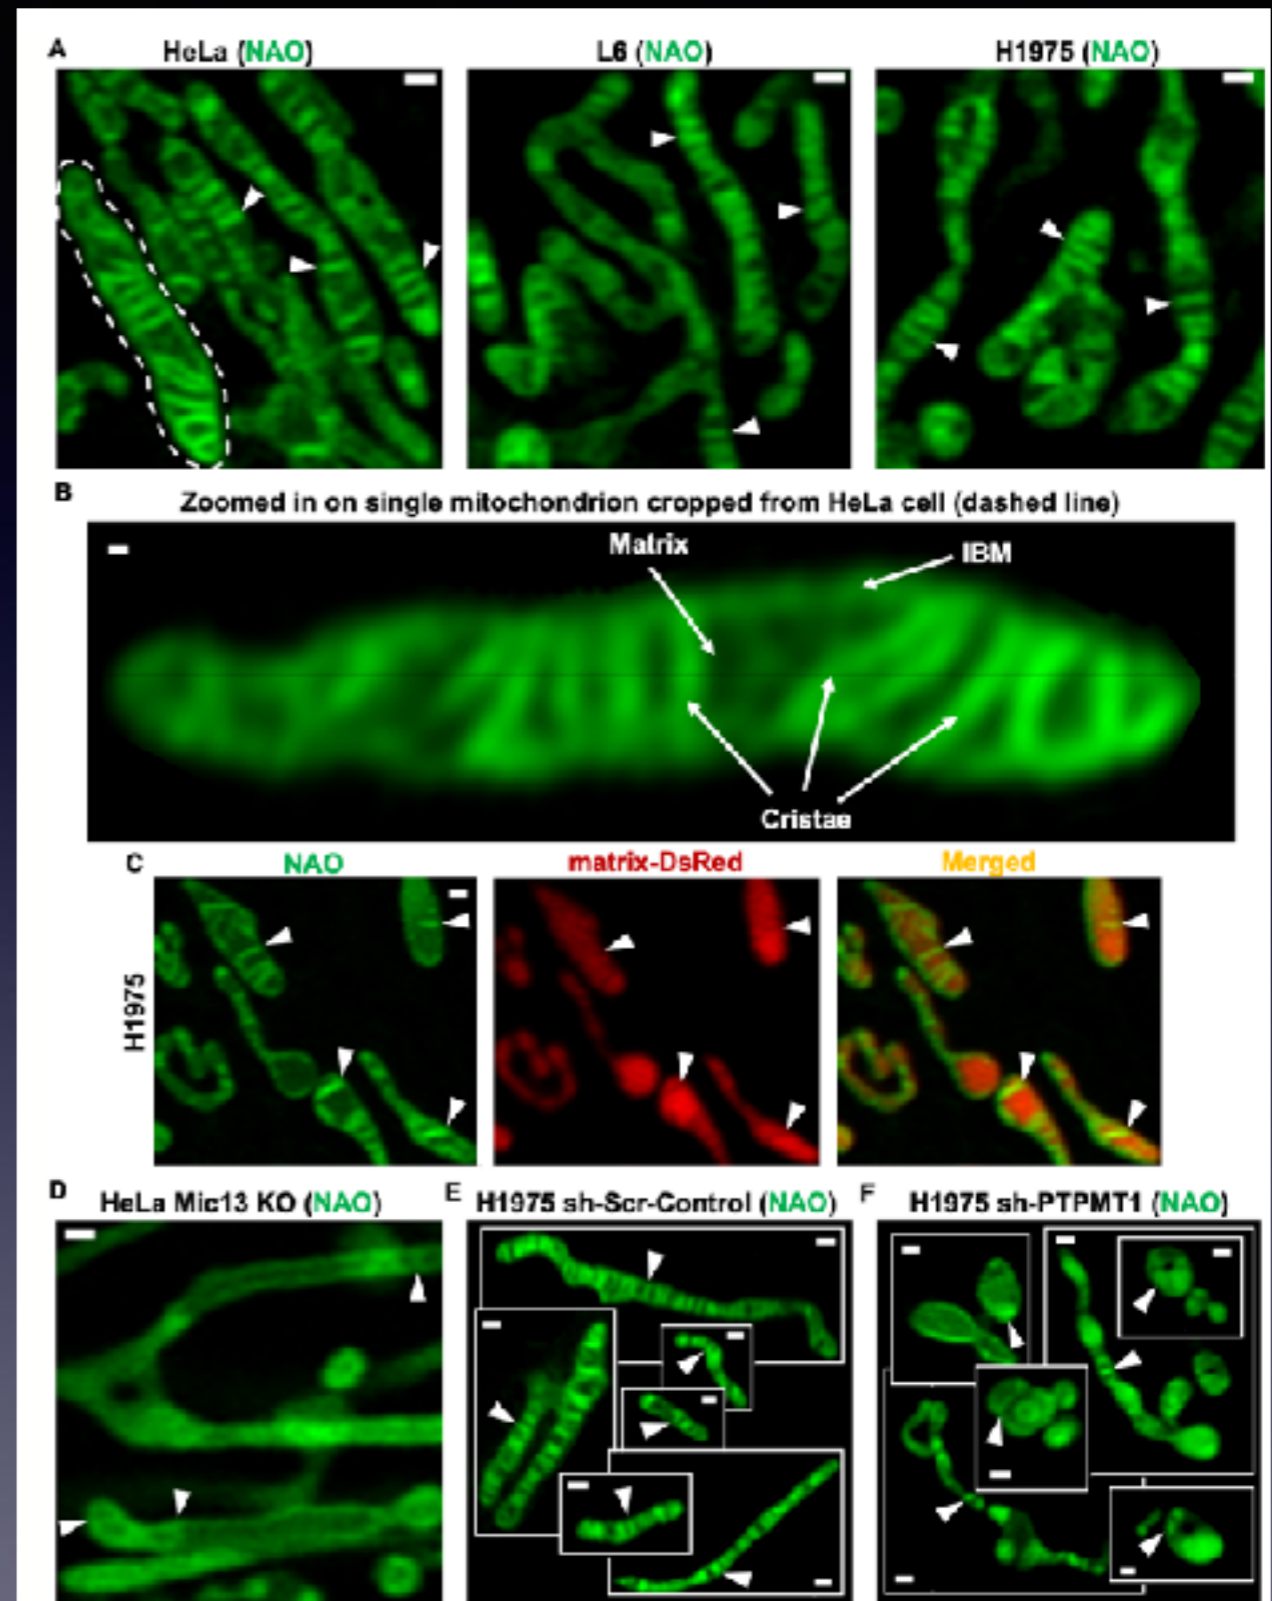 A
HeLa (NAO)
L6 (NAO)
H1975 (NAO)
B
Zoomed in on single mitochondrion cropped from HeLa cell (dashed line)
Matrix
IBM
Cristae
C
NAO
matrix-DsRed
Merged
H1975
D
HeLa Mic13 KO (NAO)
E
H1975 sh-Scr-Control (NAO)
F
H1975 sh-PTPMT1 (NAO)